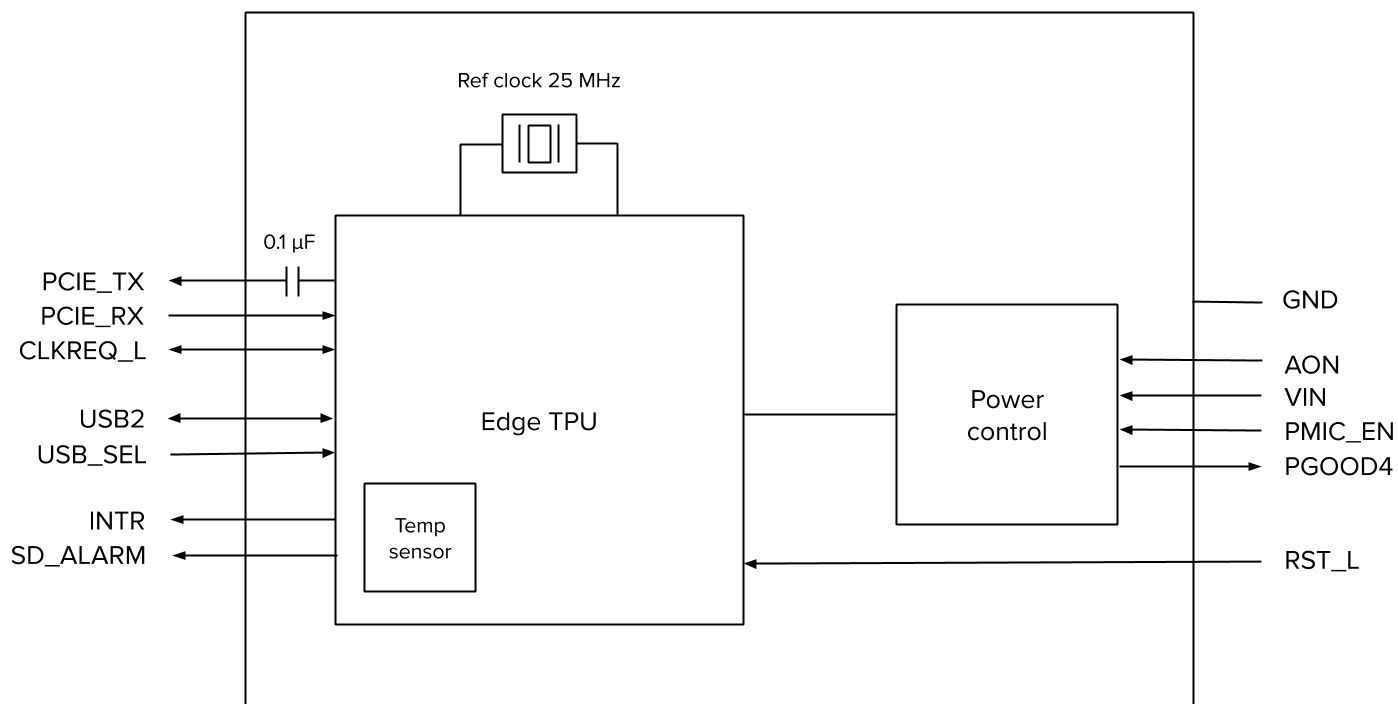 Ref clock 25 MHz
0.1 µF
PCIE_TX
PCIE_RX
CLKREQ_L
USB2
USB_SEL
INTR
SD_ALARM
Edge TPU
Temp
sensor
Power
control
GND
AON
VIN
PMIC_EN
PGOOD4
RST_L